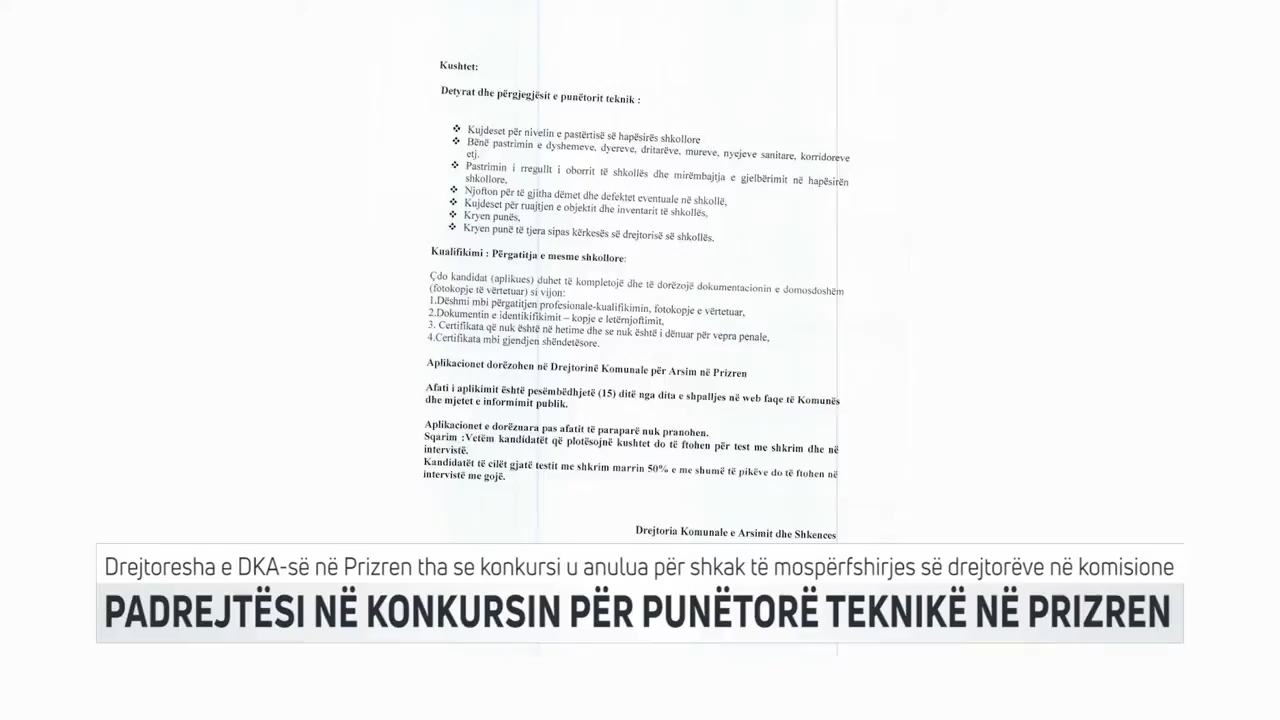 Kushtet:
Detyrat dhe përgjegjësit e punëtorit teknik :
❖ Kujdeset për nivelin e pastërtisë së hapësirës shkollore
❖ Bënë pastrimin e dyshemeve, dyereve, dritarëve, mureve, nyejeve sanitare, korridoreve
etj.
❖ Pastrimin i rregullt i oborrit të shkollës dhe mirëmbajtja e gjelbërimit në hapësirën
shkollore,
❖ Njofton për të gjitha dëmet dhe defektet eventuale në shkollë,
❖ Kujdeset për ruajtjen e objektit dhe inventarit të shkollës,
❖ Kryen punës,
❖ Kryen punë të tjera sipas kërkesës së drejtorisë së shkollës.
Kualifikimi : Përgatitja e mesme shkollore:
Çdo kandidat (aplikues) duhet të kompletojë dhe të dorëzojë dokumentacionin e domosdoshëm
(fotokopje të vërtetuar) si vijon:
1.Dëshmi mbi përgatitjen profesionale-kualifikimin, fotokopje e vërtetuar,
2.Dokumentin e identikifikimit – kopje e letërnjoftimit,
3. Certifikata që nuk është në hetime dhe se nuk është i dënuar për vepra penale,
4.Certifikata mbi gjendjen shëndetësore.
Aplikacionet dorëzohen në Drejtorinë Komunale për Arsim në Prizren
Afati i aplikimit është pesëmbëdhjetë (15) ditë nga dita e shpalljes në web faqe të Komunës
dhe mjetet e informimit publik.
Aplikacionet e dorëzuara pas afatit të paraparë nuk pranohen.
Sqarim :Vetëm kandidatët që plotësojnë kushtet do të ftohen për test me shkrim dhe në
intervistë.
Kandidatët të cilët gjatë testit me shkrim marrin 50% e me shumë të pikëve do të ftohen në
intervistë me gojë.
Drejtoria Komunale e Arsimit dhe Shkences
Drejtoresha e DKA-së në Prizren tha se konkursi u anulua për shkak të mospërfshirjes së drejtorëve në komisione
PADREJTËSI NË KONKURSIN PËR PUNËTORË TEKNIKË NË PRIZREN